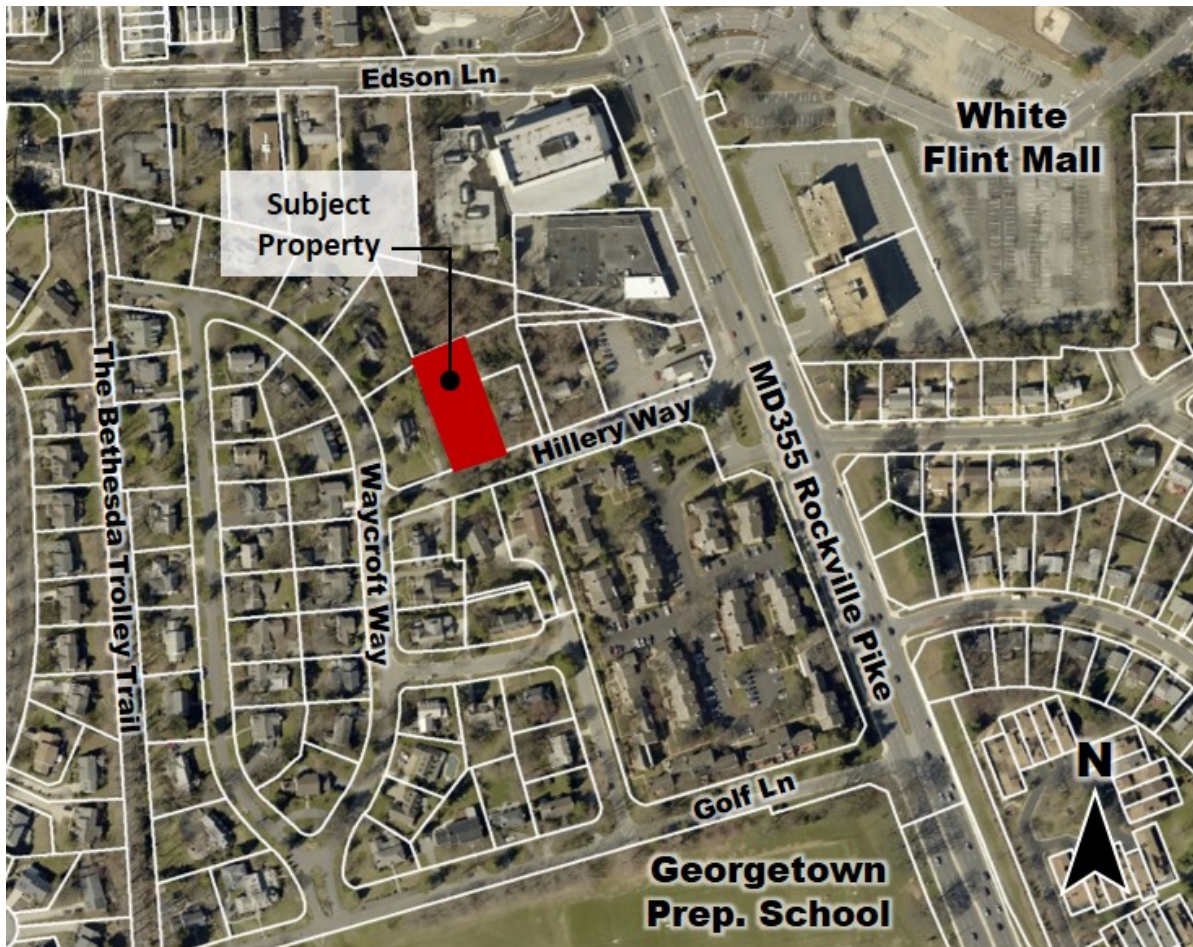 Edson Ln
White
Flint Mall
Subject
Property
The Bethesda Trolley Trail
Waycroft Way
Hillery Way
MD355 Rockville Pike
N
Golf Ln
Georgetown
Prep. School